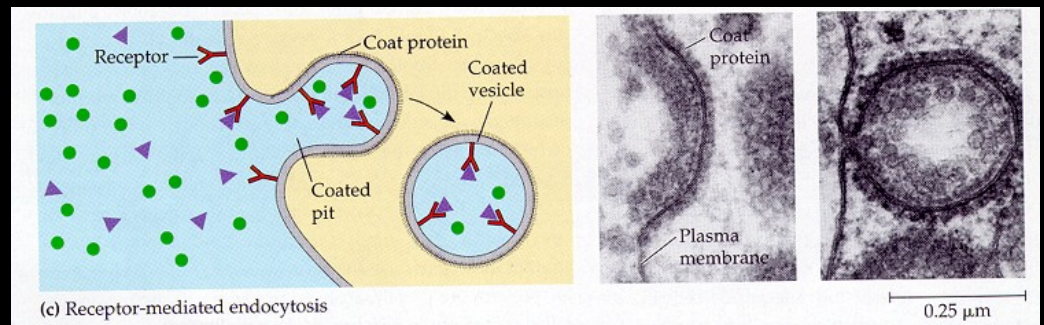 Receptor
Coat protein
Coated
vesicle
Coated
pit
(c) Receptor-mediated endocytosis
Coat
protein
Plasma
membrane
0.25 µm